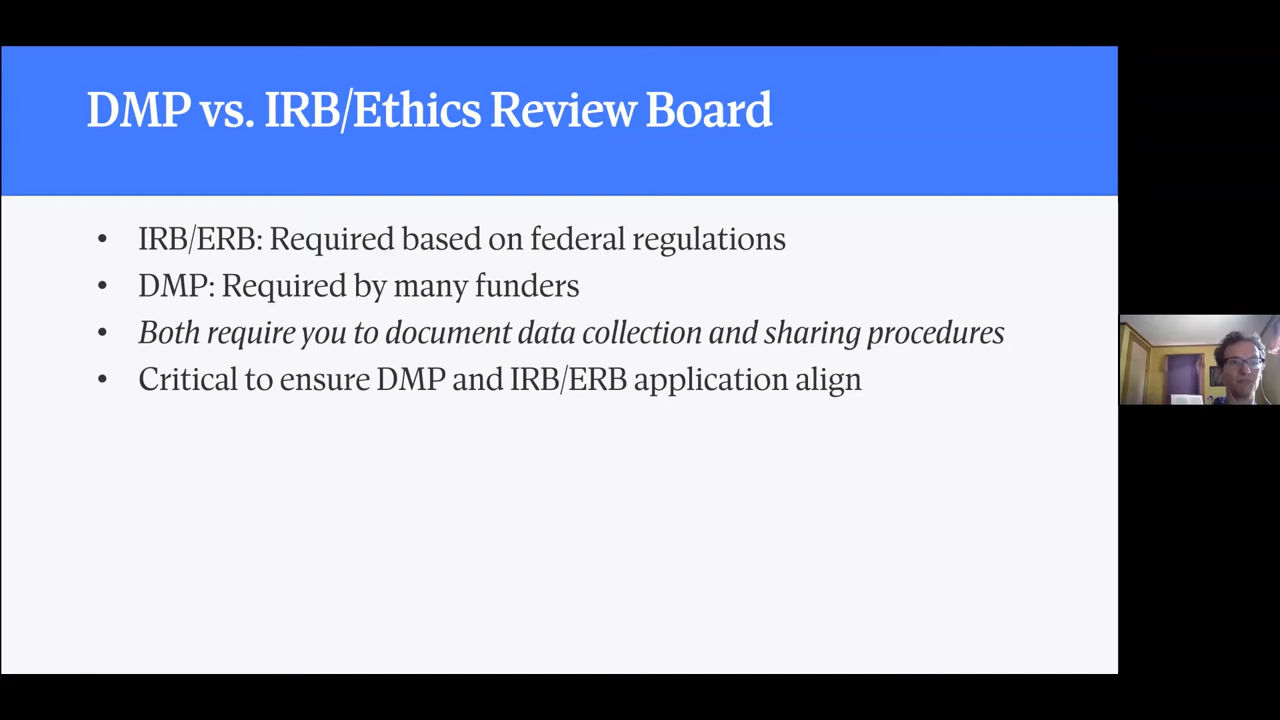 DMP vs. IRB/Ethics Review Board
• IRB/ERB: Required based on federal regulations
• DMP: Required by many funders
• Both require you to document data collection and sharing procedures
• Critical to ensure DMP and IRB/ERB application align